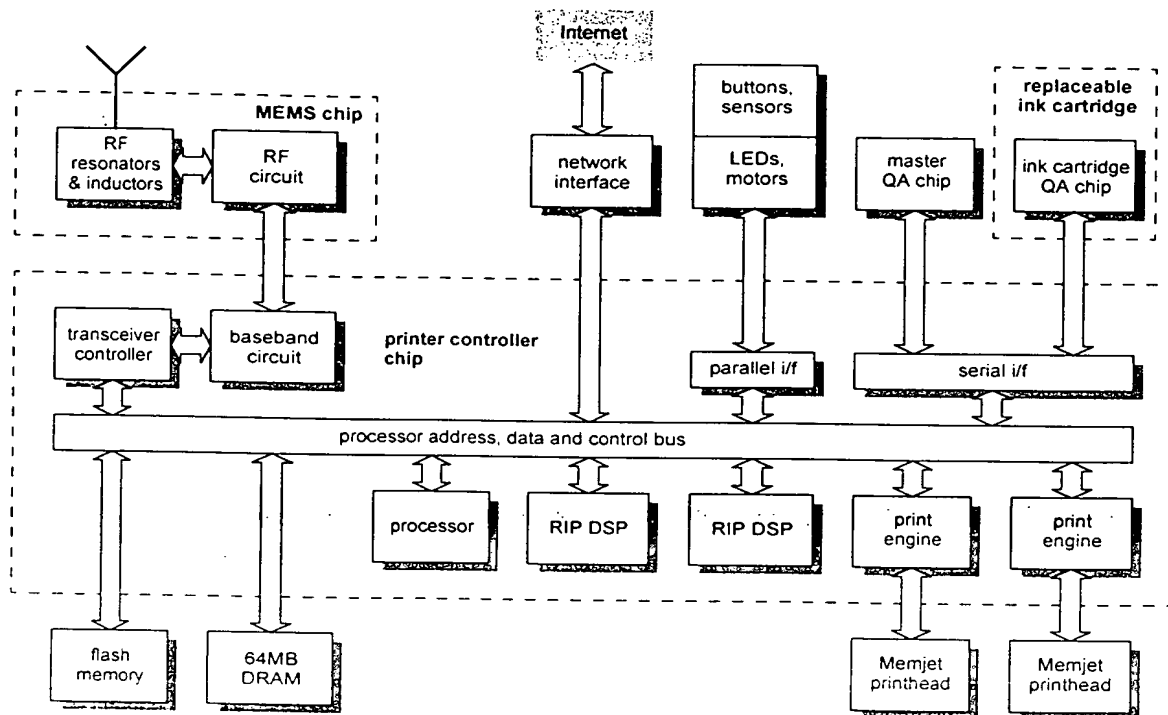 Internet
MEMS chip
RF
resonators
& inductors
RF
circuit
network
interface
buttons,
sensors
LEDs,
motors
master
QA chip
replaceable
ink cartridge
ink cartridge
QA chip
transceiver
controller
baseband
circuit
printer controller
chip
parallel i/f
serial i/f
processor address, data and control bus
processor
RIP DSP
RIP DSP
print
engine
print
engine
flash
memory
64MB
DRAM
Memjet
printhead
Memjet
printhead